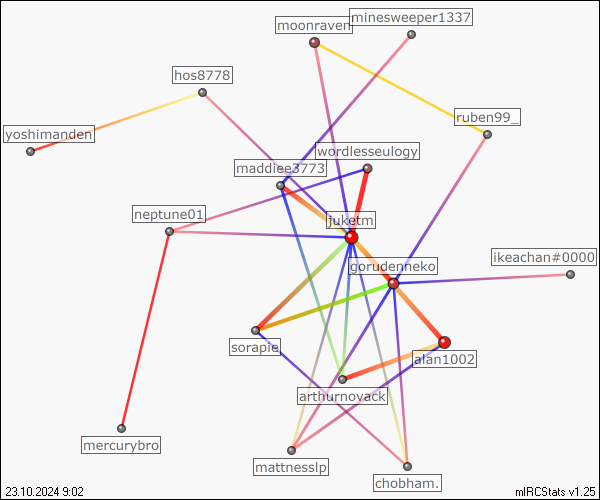 minesweeper1337
moonraven
hos8778
ruben99_
yoshimanden
wordlesseulogy
maddiee3773
neptune01
juketm
ikeachan#0000
gorudenneko
sorapie
alan1002
arthurnovack
mercurybro
mattnesslp
chobham.
23.10.2024 9:02
mIRCStats v1.25